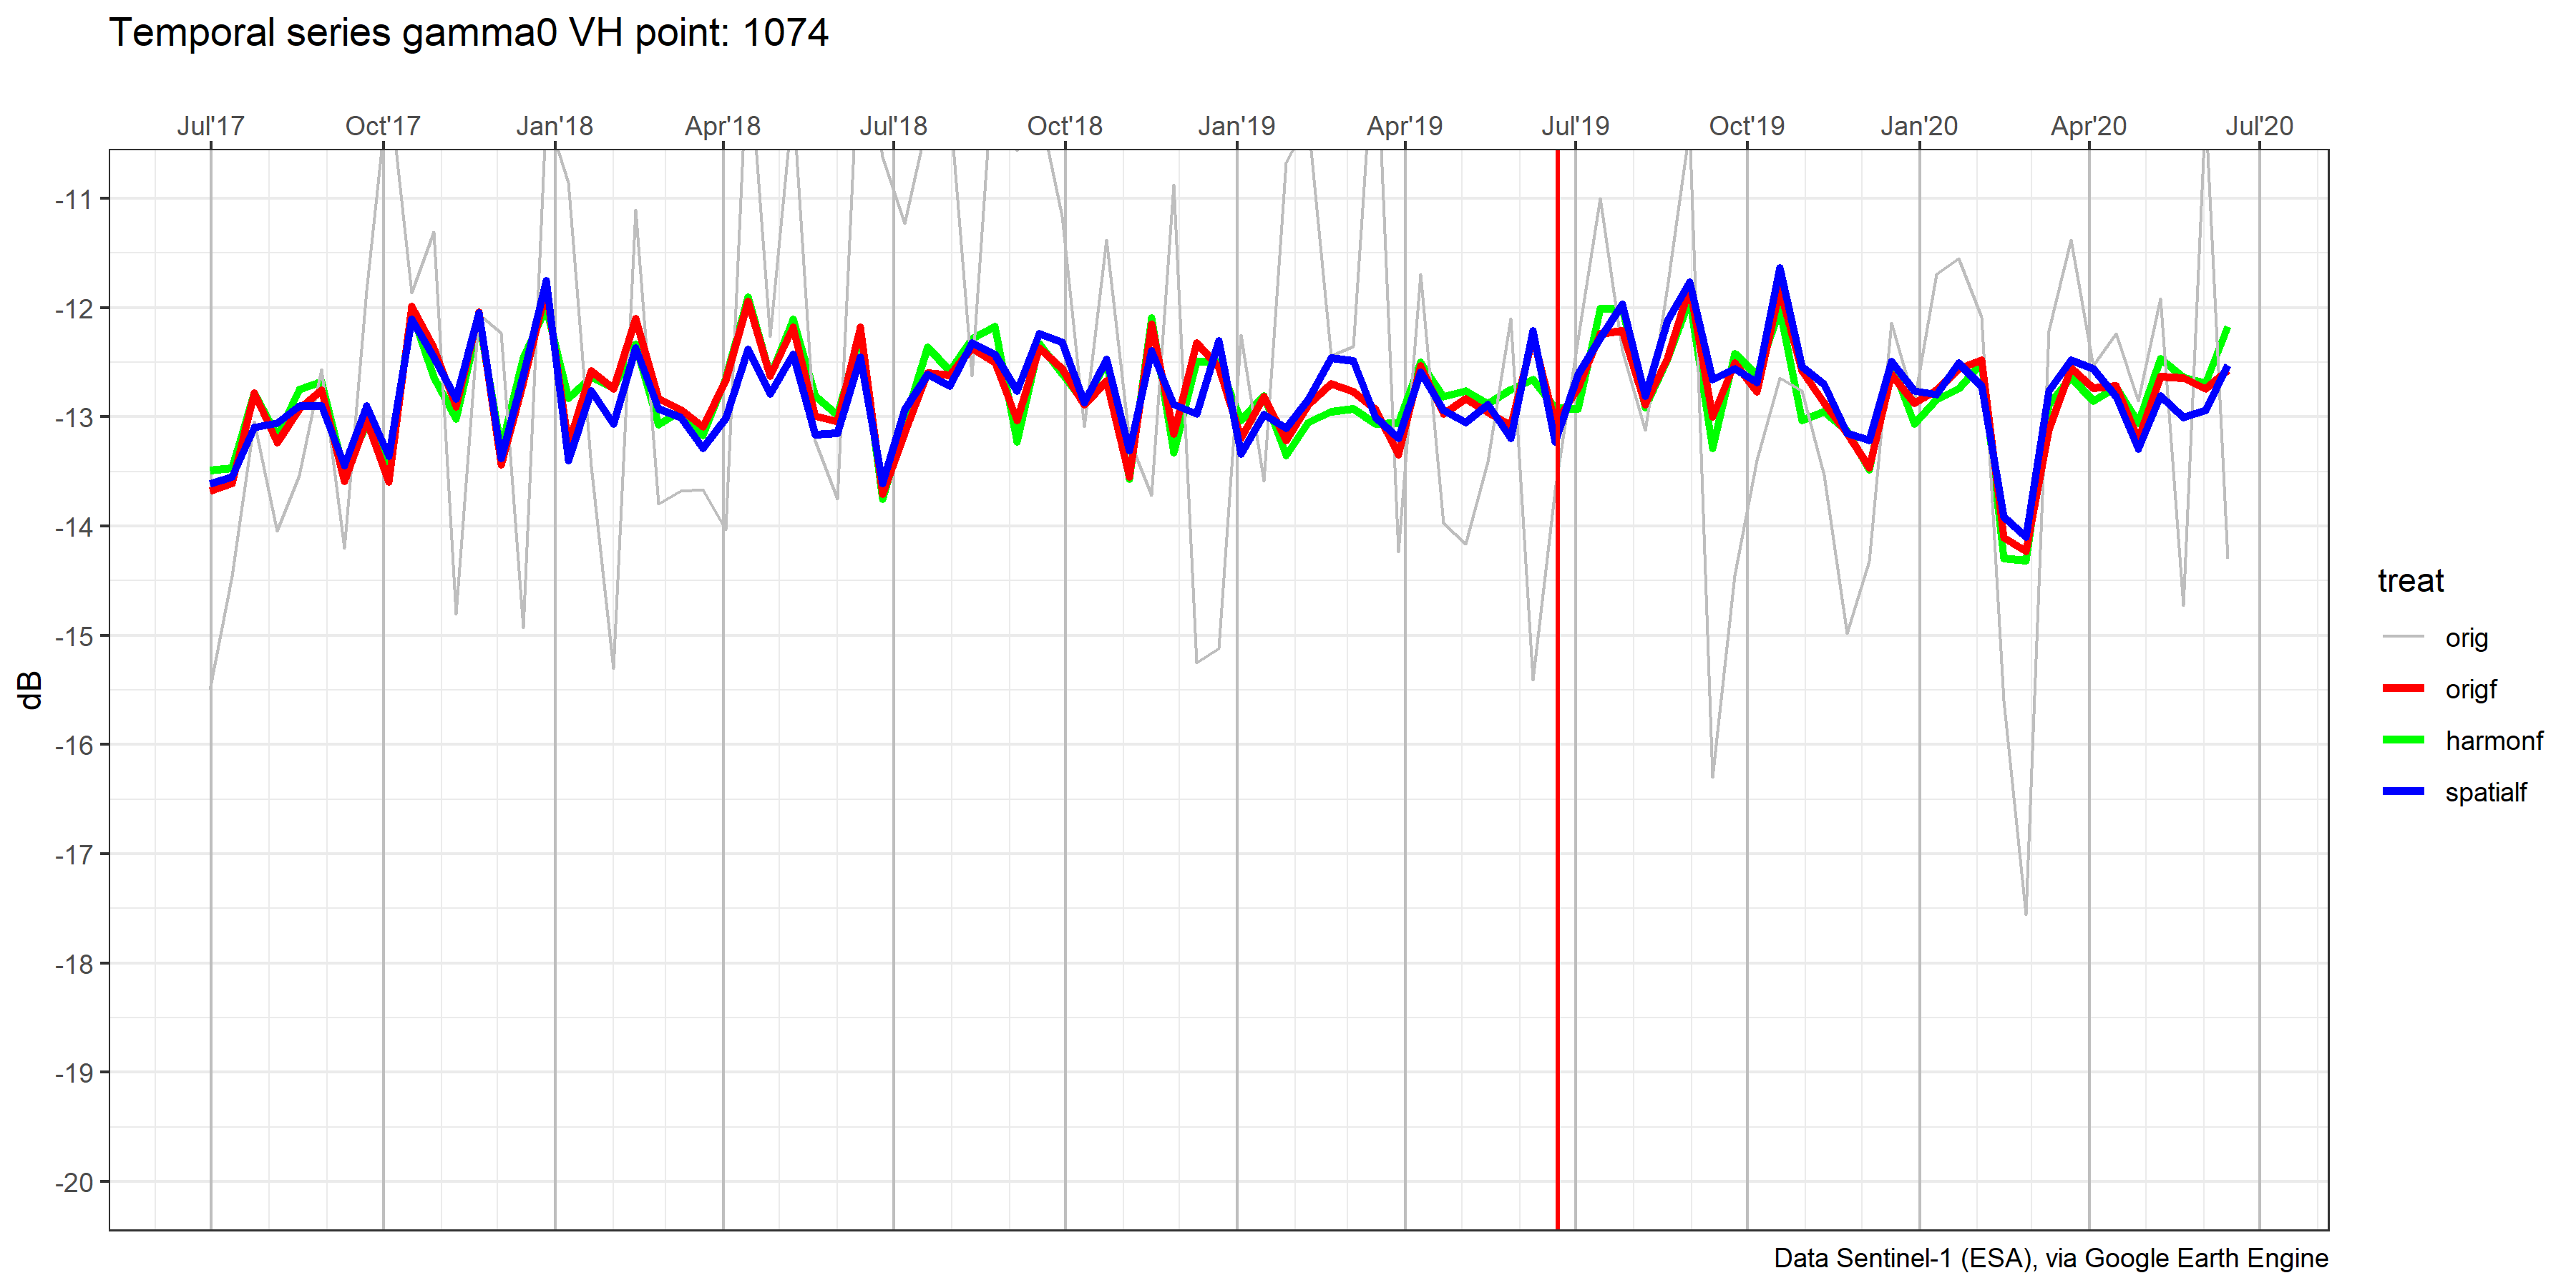 Temporal series gamma0 VH point: 1074
Jul'17 Oct'17 Jan'18 Apr'18 Jul'18 Oct'18 Jan'19 Apr'19 Jul'19 Oct'19 Jan'20 Apr'20 Jul'20
-11
-12
-13
-14
-15
-16
-17
-18
-19
-20
dB
treat
orig
origf
harmonf
spatialf
Data Sentinel-1 (ESA), via Google Earth Engine